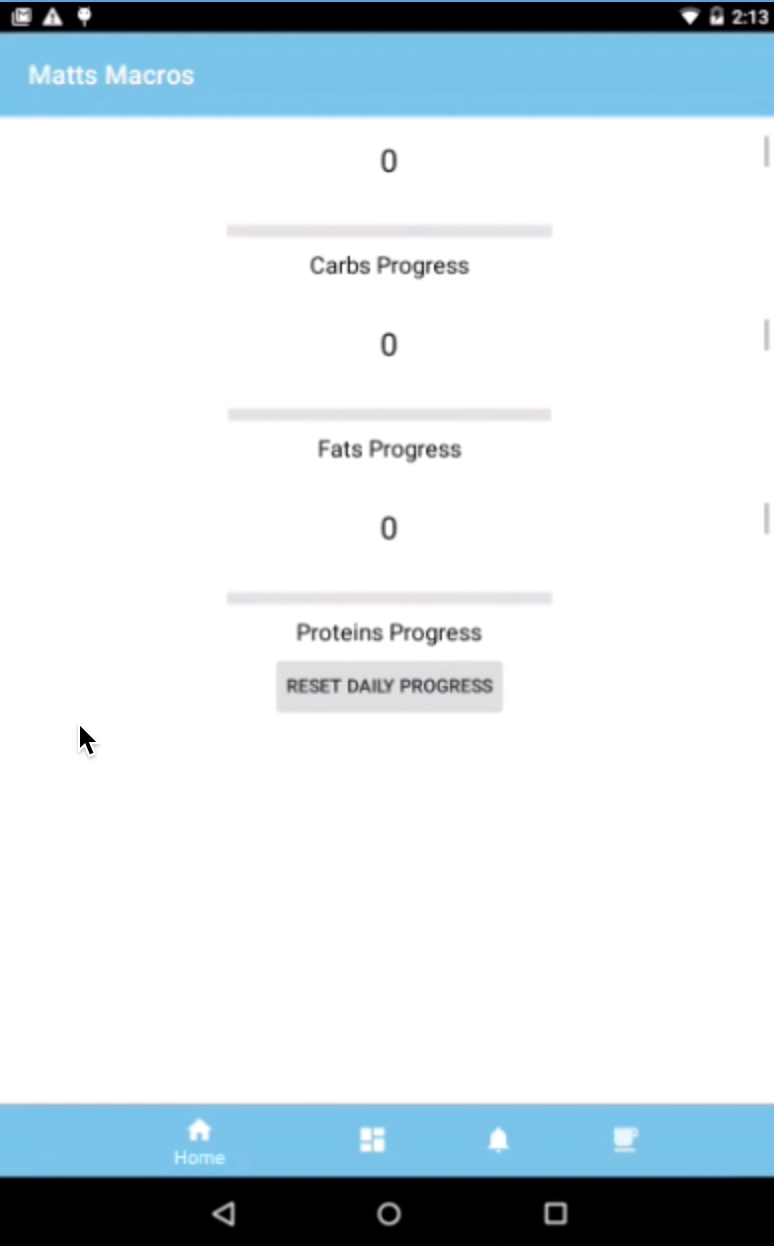 2:13
Matts Macros
0
Carbs Progress
0
Fats Progress
0
Proteins Progress
RESET DAILY PROGRESS
Home